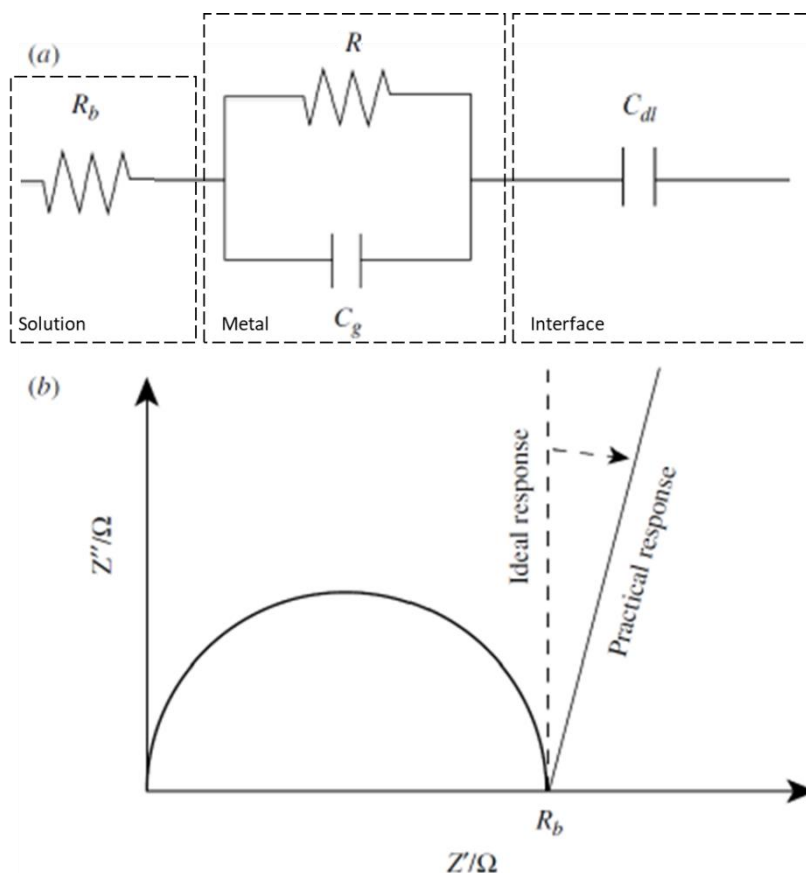 (a)
R
R_b
C_dl
C_g
Solution
Metal
Interface
(b)
Z''/Ω
Ideal response
Practical response
R_b
Z'/Ω